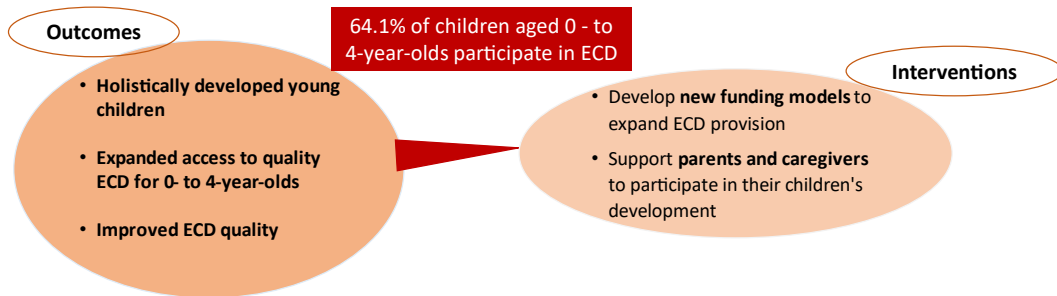 Outcomes
64.1% of children aged 0 - to
4-year-olds participate in ECD
Interventions
• Holistically developed young
children
• Expanded access to quality
ECD for 0- to 4-year-olds
• Improved ECD quality
• Develop new funding models to
expand ECD provision
• Support parents and caregivers
to participate in their children's
development